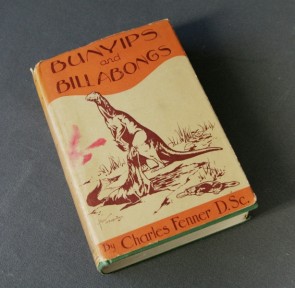 BUNYIPS
and
BILLABONGS
by Charles Fenner D.Sc.